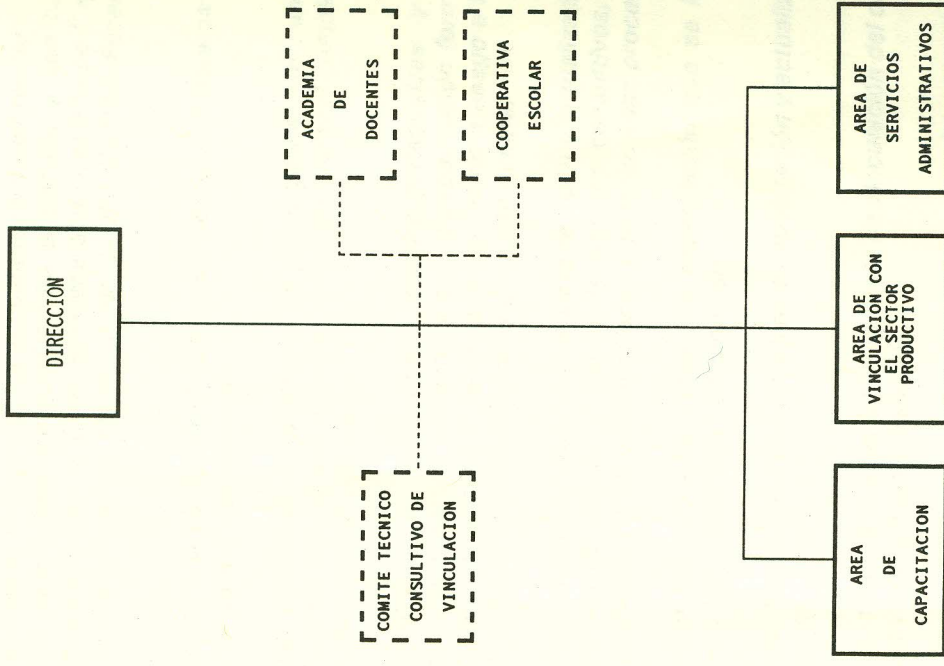 DIRECCION
ACADEMIA
DE
DOCENTES
COOPERATIVA
ESCOLAR
COMITE TECNICO
CONSULTIVO DE
VINCULACION
AREA
DE
CAPACITACION
AREA DE
VINCULACION CON
EL SECTOR
PRODUCTIVO
AREA DE
SERVICIOS
ADMINISTRATIVOS